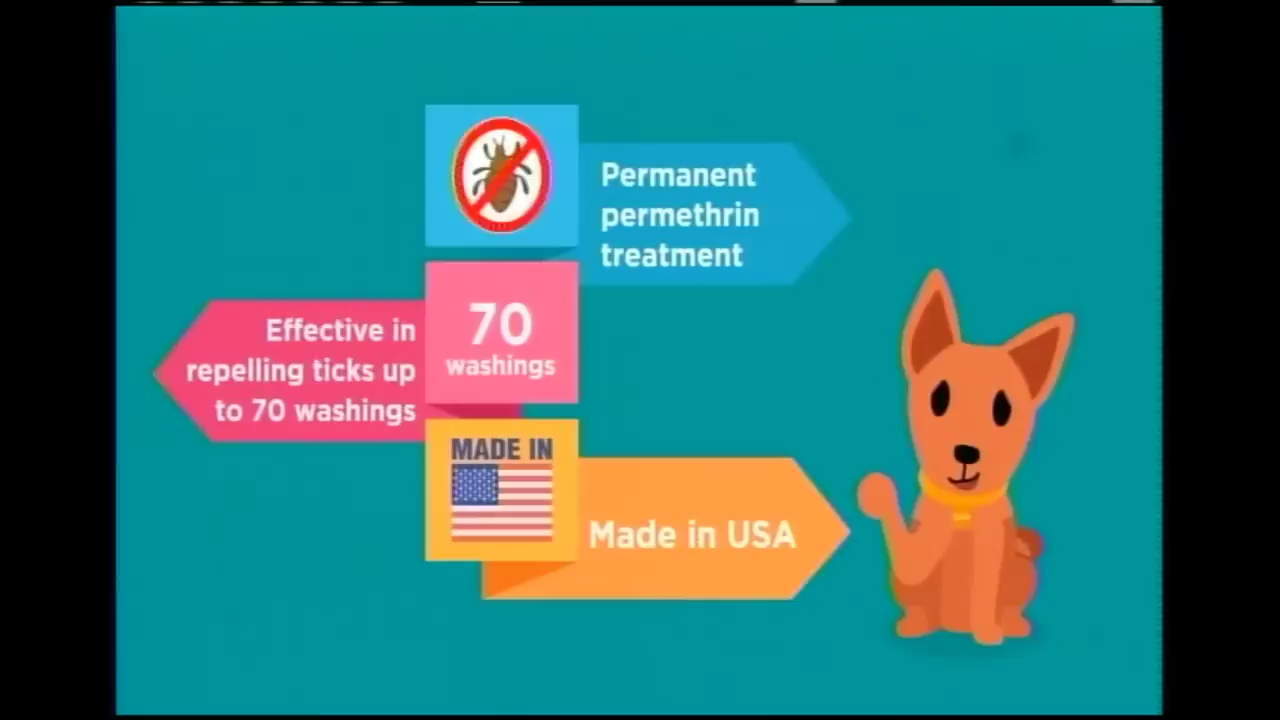 Permanent
permethrin
treatment
Effective in
repelling ticks up
to 70 washings
70
washings
MADE IN
Made in USA